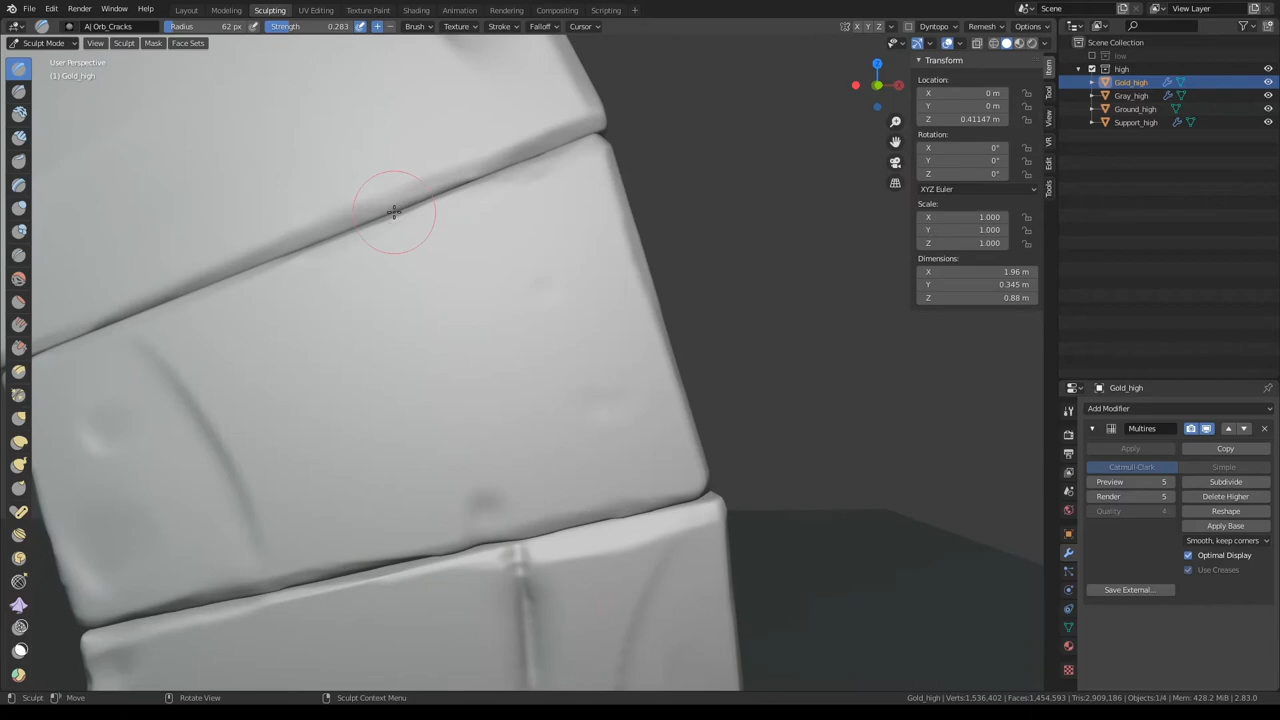 File Edit Render Window Help Layout Modeling Sculpting UV Editing Texture Paint Shading Animation Rendering Compositing Scripting Scene View Layer
A| Orb_Cracks Radius 62 px Strength 0.283 Brush Texture Stroke Falloff Cursor X Y Z Dyntopo Remesh Options
Sculpt Mode View Sculpt Mask Face Sets
User Perspective
(1) Gold_high
Z
X
Transform
Location:
X 0 m
Y 0 m
Z 0.41147 m
Rotation:
X 0°
Y 0°
Z 0°
XYZ Euler
Scale:
X 1.000
Y 1.000
Z 1.000
Dimensions:
X 1.96 m
Y 0.345 m
Z 0.88 m
Item
Tool
View
VR
Edit
Tools
Scene Collection
low
high
Gold_high
Gray_high
Ground_high
Support_high
Gold_high
Add Modifier
Multires
Apply Copy
Catmull-Clark Simple
Preview 5 Subdivide
Render 5 Delete Higher
Quality 4 Reshape
Apply Base
Smooth, keep corners
Optimal Display
Use Creases
Save External...
Sculpt Move Rotate View Sculpt Context Menu Gold_high | Verts:1,536,402 | Faces:1,454,593 | Tris:2,909,186 | Objects:1/4 | Mem: 428.2 MiB | 2.83.0